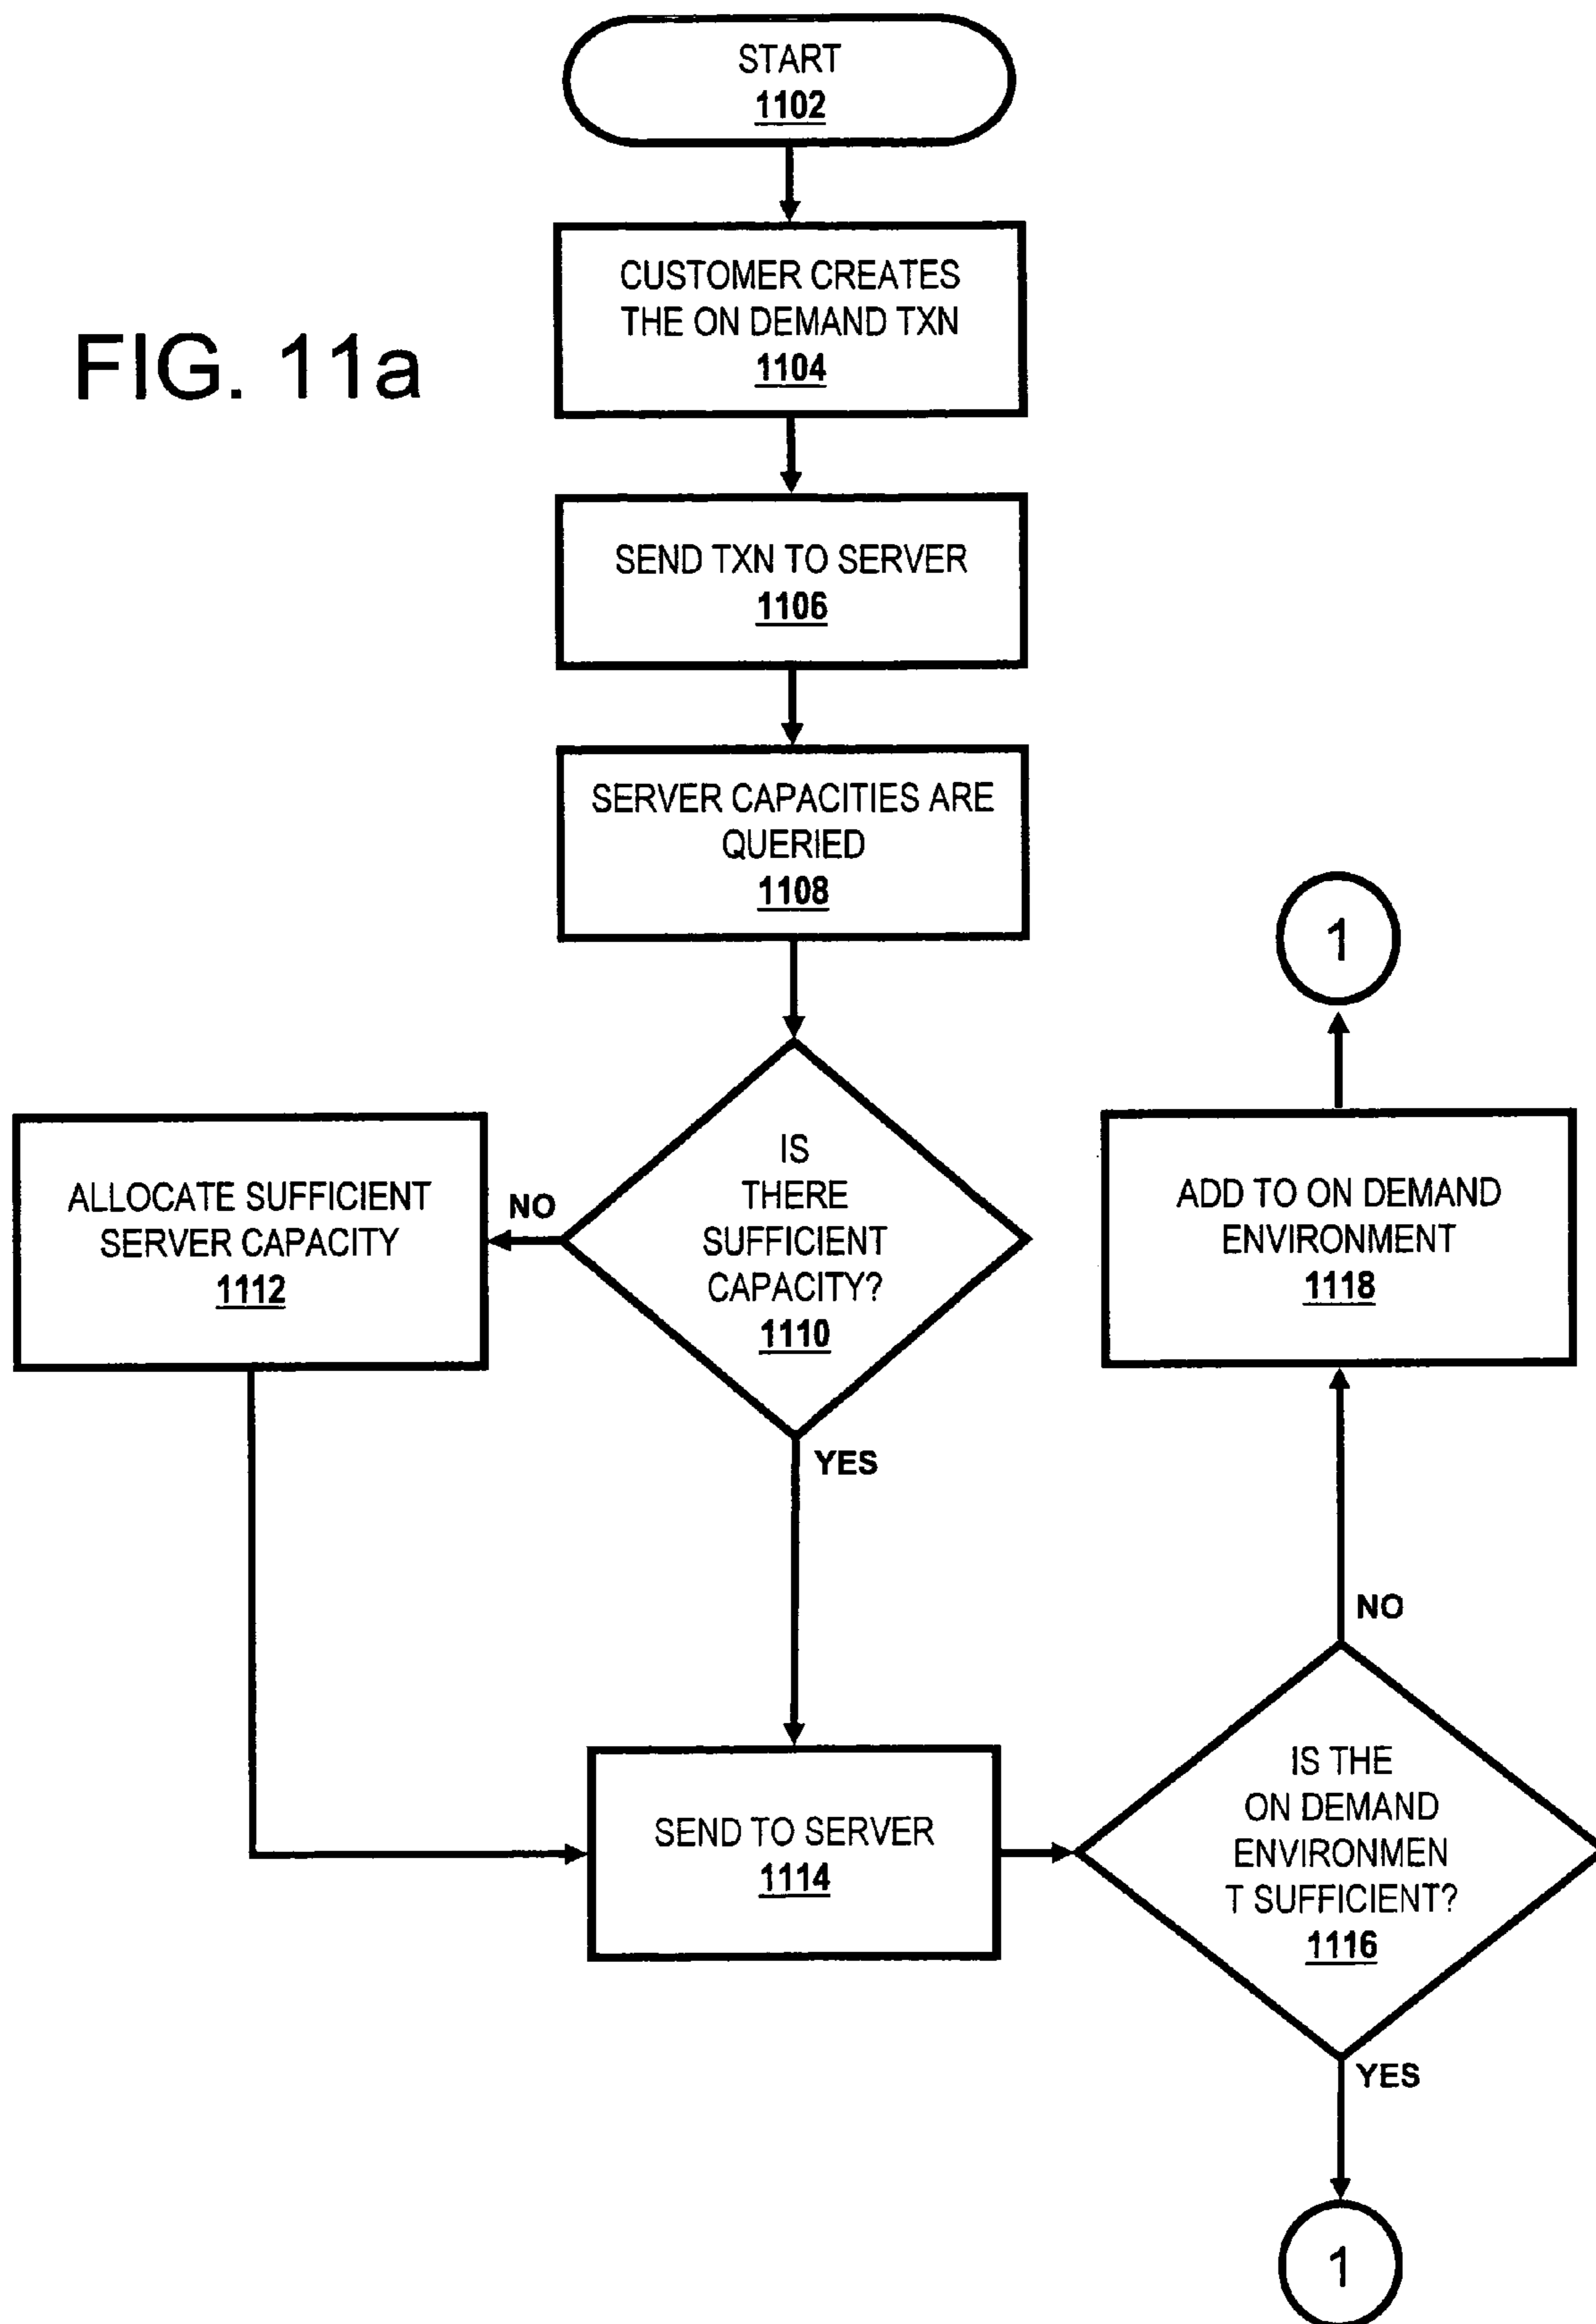 START
1102
CUSTOMER CREATES
THE ON DEMAND TXN
1104
FIG. 11a
SEND TXN TO SERVER
1106
SERVER CAPACITIES ARE
QUERIED
1108
1
IS
THERE
SUFFICIENT
CAPACITY?
1110
NO
ALLOCATE SUFFICIENT
SERVER CAPACITY
1112
YES
ADD TO ON DEMAND
ENVIRONMENT
1118
NO
SEND TO SERVER
1114
IS THE
ON DEMAND
ENVIRONMEN
T SUFFICIENT?
1116
YES
1